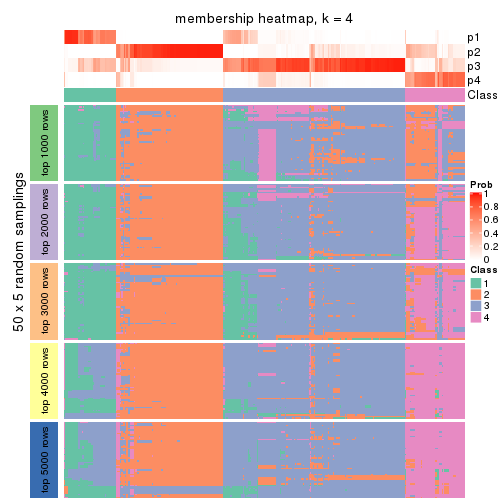 membership heatmap, k = 4
p1
p2
p3
p4
Class
50 x 5 random samplings
top 1000 rows
top 2000 rows
top 3000 rows
top 4000 rows
top 5000 rows
Prob
1
0.8
0.6
0.4
0.2
0
Class
1
2
3
4